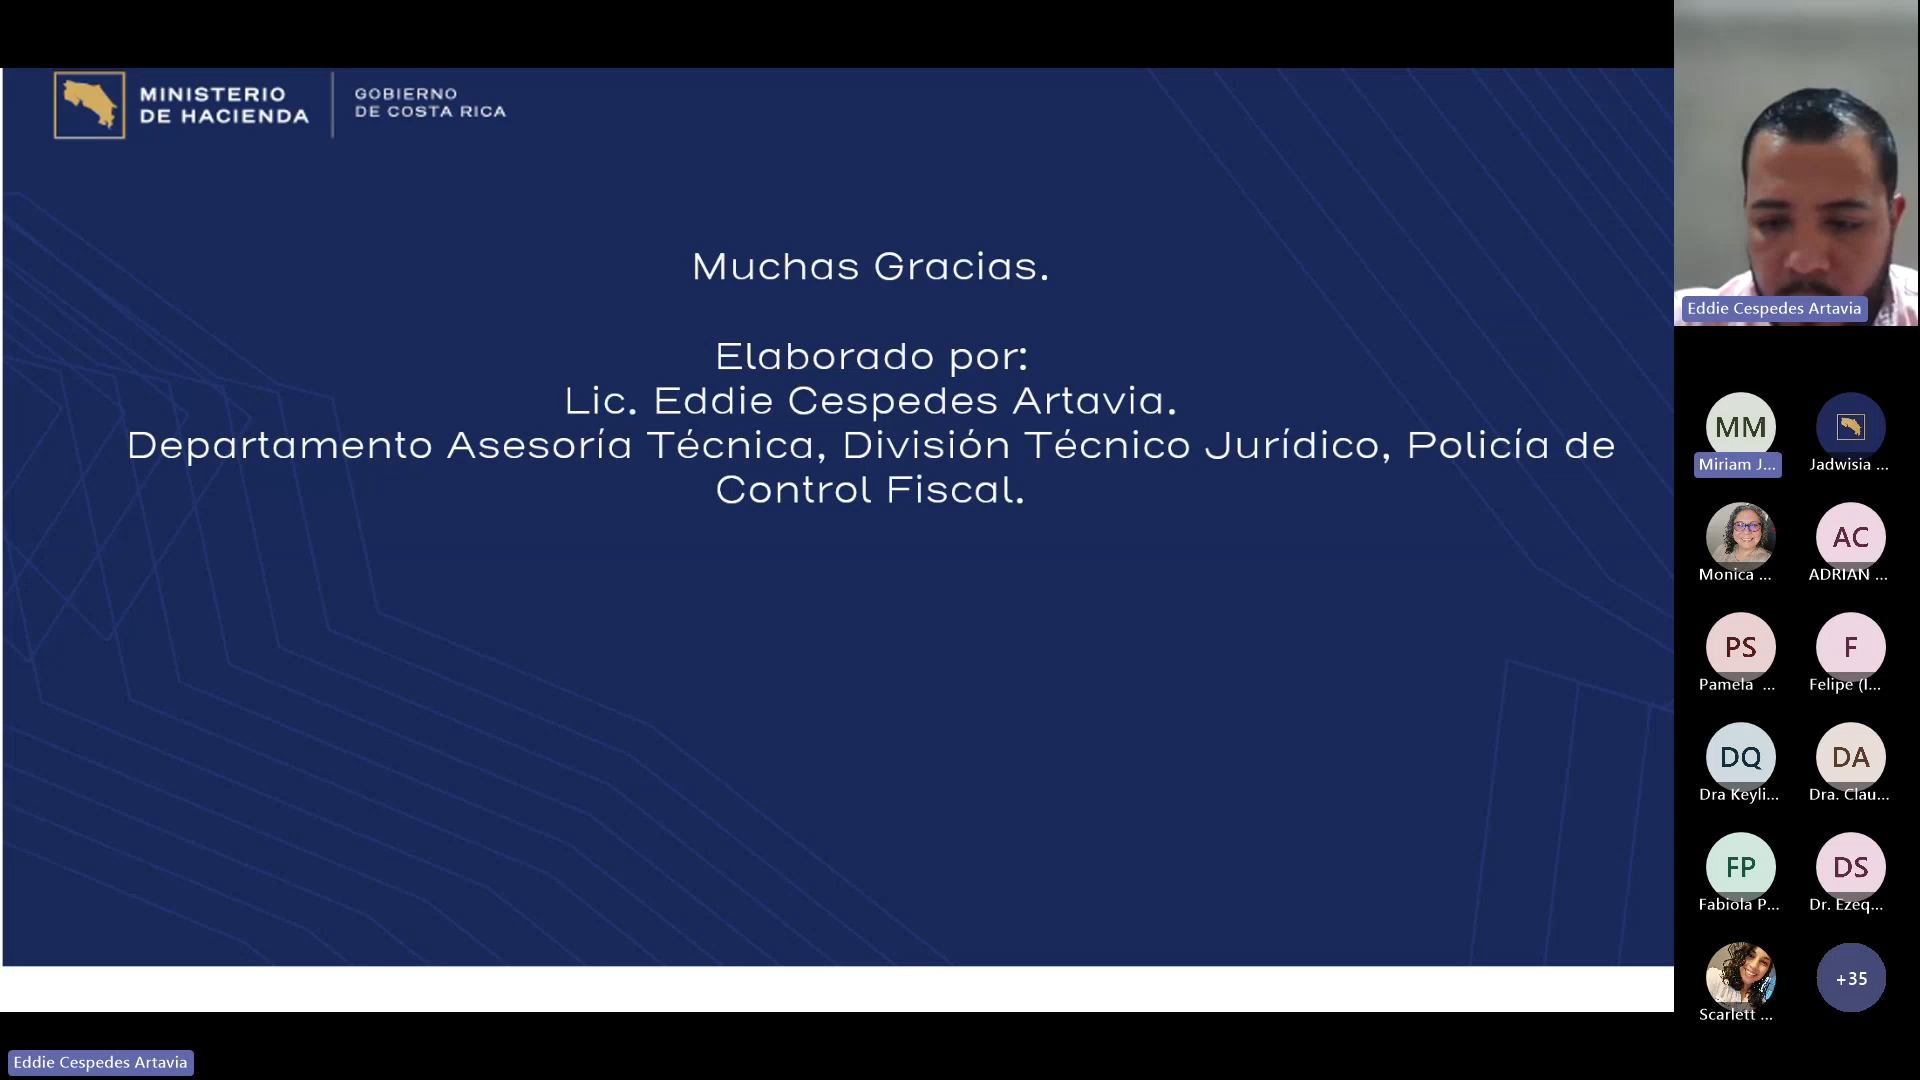 MINISTERIO
DE HACIENDA
GOBIERNO
DE COSTA RICA
Muchas Gracias.
Elaborado por:
Lic. Eddie Cespedes Artavia.
Departamento Asesoría Técnica, División Técnico Jurídico, Policía de
Control Fiscal.
Eddie Cespedes Artavia
MM
Miriam J...
Jadwisia ...
Monica ...
AC
ADRIAN ...
PS
Pamela ...
F
Felipe (I...
DQ
Dra Keyli...
DA
Dra. Clau...
FP
Fabiola P...
DS
Dr. Ezeq...
Scarlett ...
+35
Eddie Cespedes Artavia